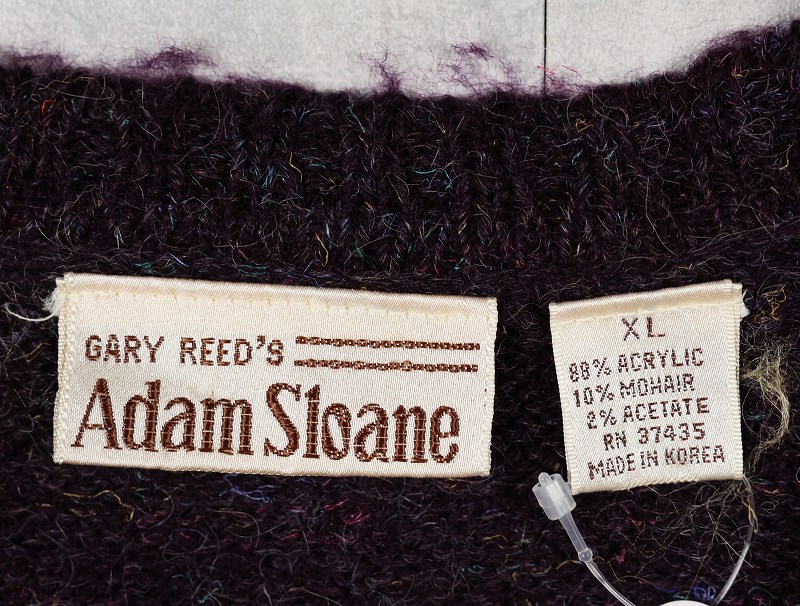 GARY REED'S
Adam Sloane
XL
88% ACRYLIC
10% MOHAIR
2% ACETATE
RN 37435
MADE IN KOREA